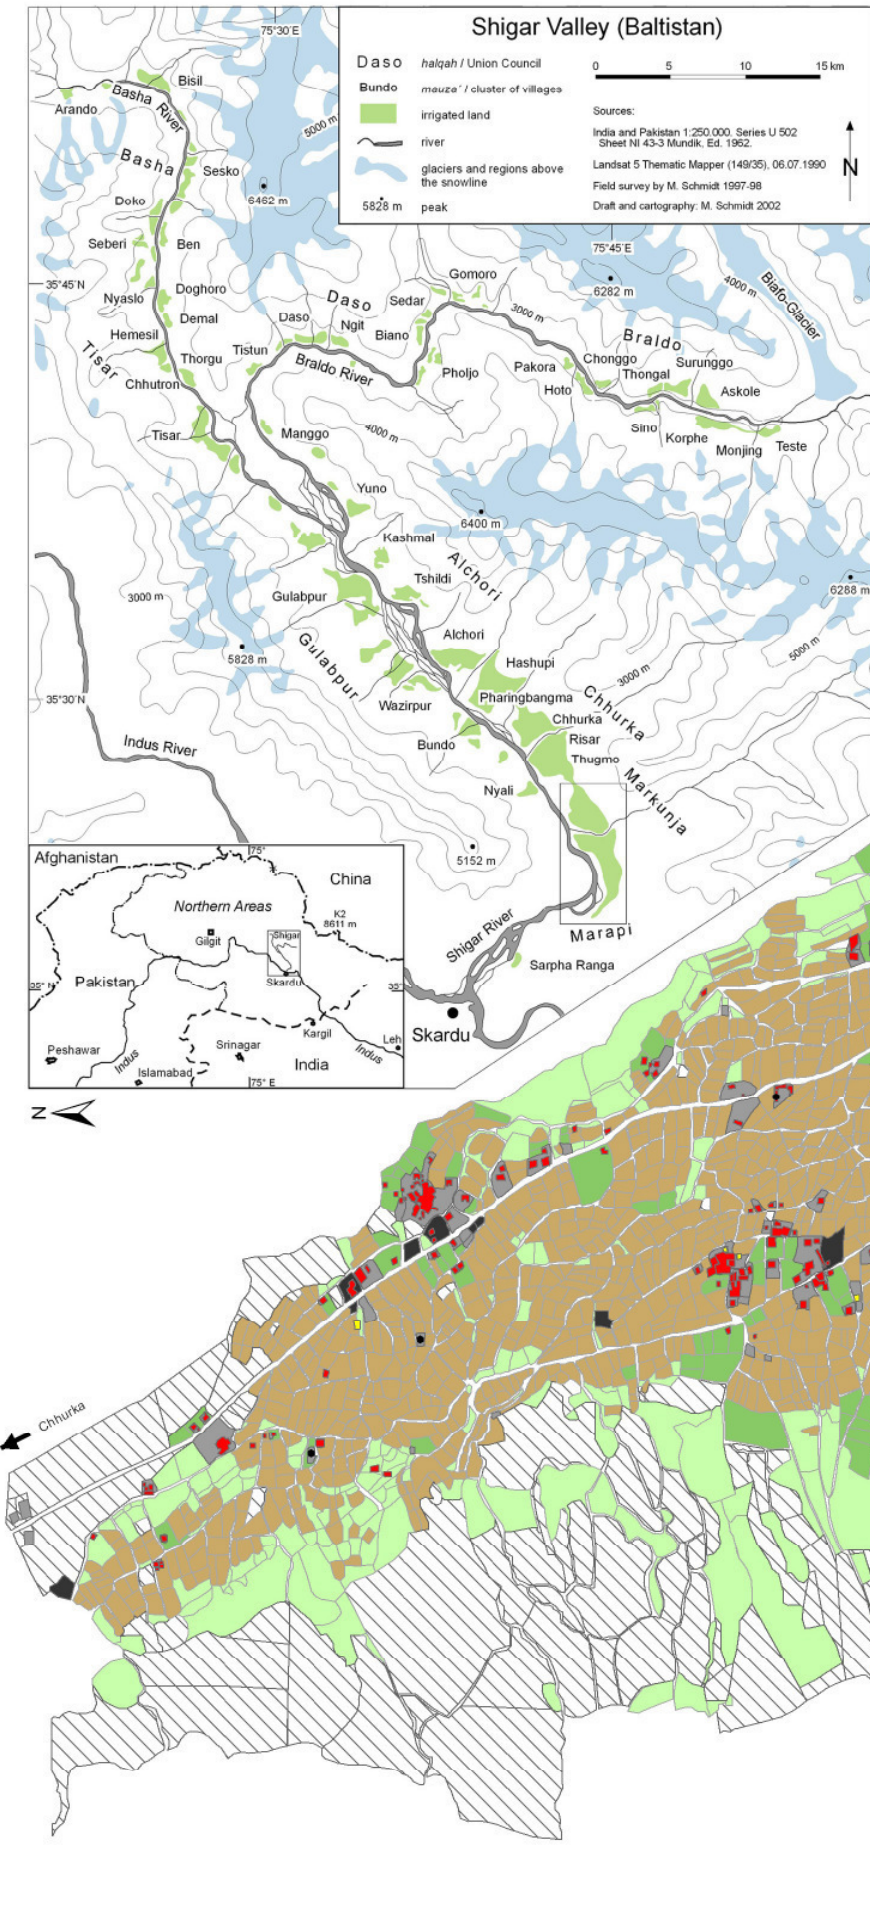 Shigar Valley (Baltistan)
Daso halqah / Union Council
Bundo mauza´ / cluster of villages
irrigated land
river
glaciers and regions above
the snowline
5828 m peak
0 5 10 15 km
Sources:
India and Pakistan 1:250.000. Series U 502
Sheet NI 43-3 Mundik, Ed. 1962.
Landsat 5 Thematic Mapper (149/35), 06.07.1990
Field survey by M. Schmidt 1997-98
Draft and cartography: M. Schmidt 2002
N
75°30´E
Bisil
Basha River
Arando
5000 m
Basha
Sesko
6462 m
Doko
Seberi
Ben
75°45´E
35°45´N
Nyaslo
Doghoro
Demal
Hemesil
Tisar
Thorgu
Chhutron
Tisar
Gomoro
6282 m
4000 m
Biafo-Glacier
Daso
Sedar
3000 m
Daso
Ngit
Biano
Braldo
Tistun
Braldo River
Pholjo
Pakora
Chonggo
Surunggo
Thongal
Hoto
Askole
Sino
Korphe
Monjing
Teste
Manggo
4000 m
Yuno
6400 m
Kashmal
Alchori
Tshildi
6288 m
3000 m
Gulabpur
Gulabpur
Alchori
5828 m
Hashupi
3000 m
5000 m
35°30´N
Wazirpur
Pharingbangma
Chhurka
Chhurka
Bundo
Risar
Thugmo
Indus River
Markunja
Nyali
5152 m
Marapi
Shigar River
Sarpha Ranga
Skardu
75°
Afghanistan
China
Northern Areas
K2
8611 m
Gilgit
Shigar
Pakistan
Skardu
35° N
35°
Peshawar
Indus
Islamabad
Srinagar
Kargil
Indus
Leh
India
75° E
N
Chhurka